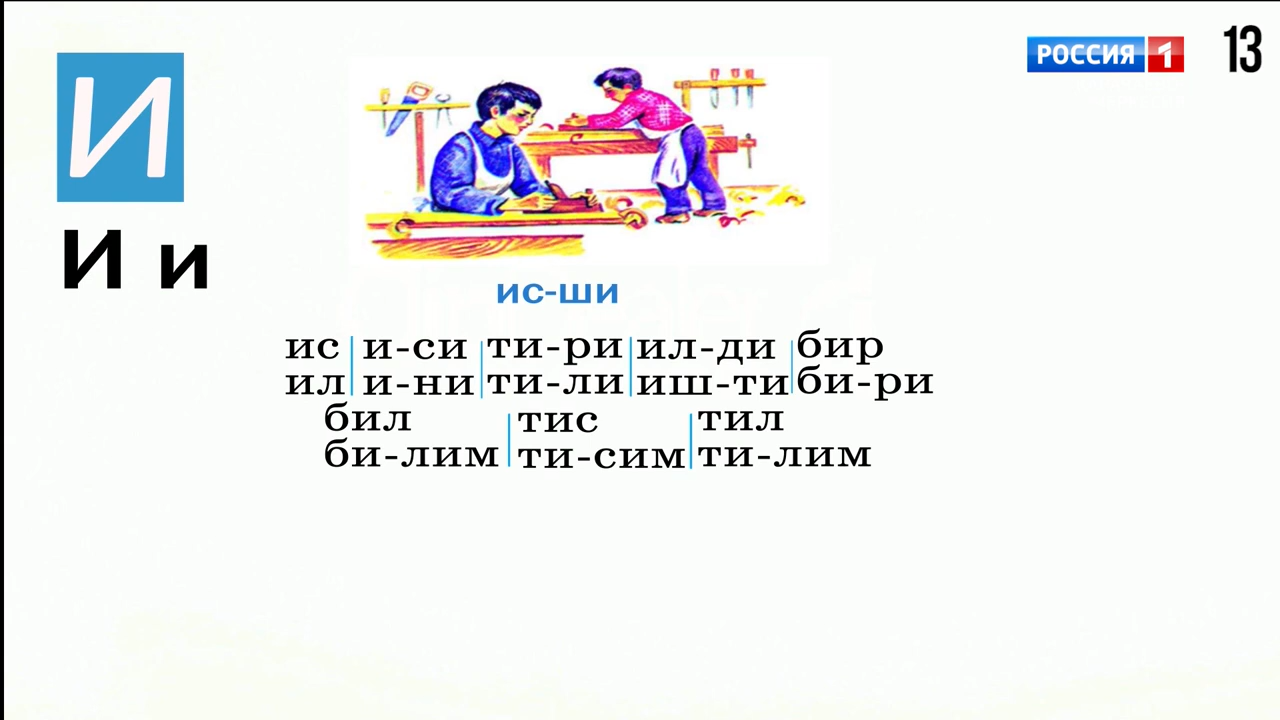 И
РОССИЯ 1
13
И и
ис-ши
ис и-си ти-ри ил-ди бир
ил и-ни ти-ли иш-ти би-ри
бил тис тил
би-лим ти-сим ти-лим